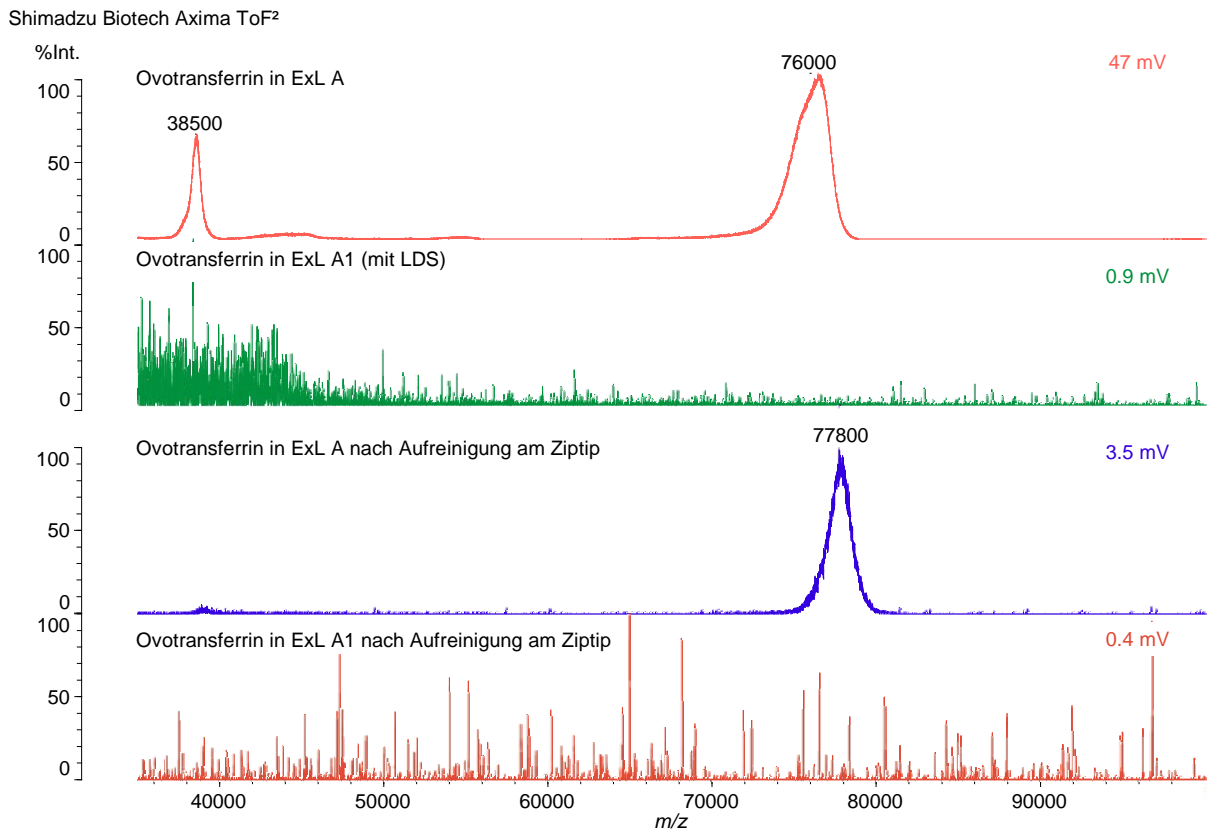 Shimadzu Biotech Axima ToF²
%Int.
Ovotransferrin in ExL A
76000
47 mV
100
38500
50
0
100
Ovotransferrin in ExL A1 (mit LDS)
0.9 mV
50
0
100
Ovotransferrin in ExL A nach Aufreinigung am Ziptip
77800
3.5 mV
50
0
100
Ovotransferrin in ExL A1 nach Aufreinigung am Ziptip
0.4 mV
50
0
40000 50000 60000 70000 80000 90000
m/z